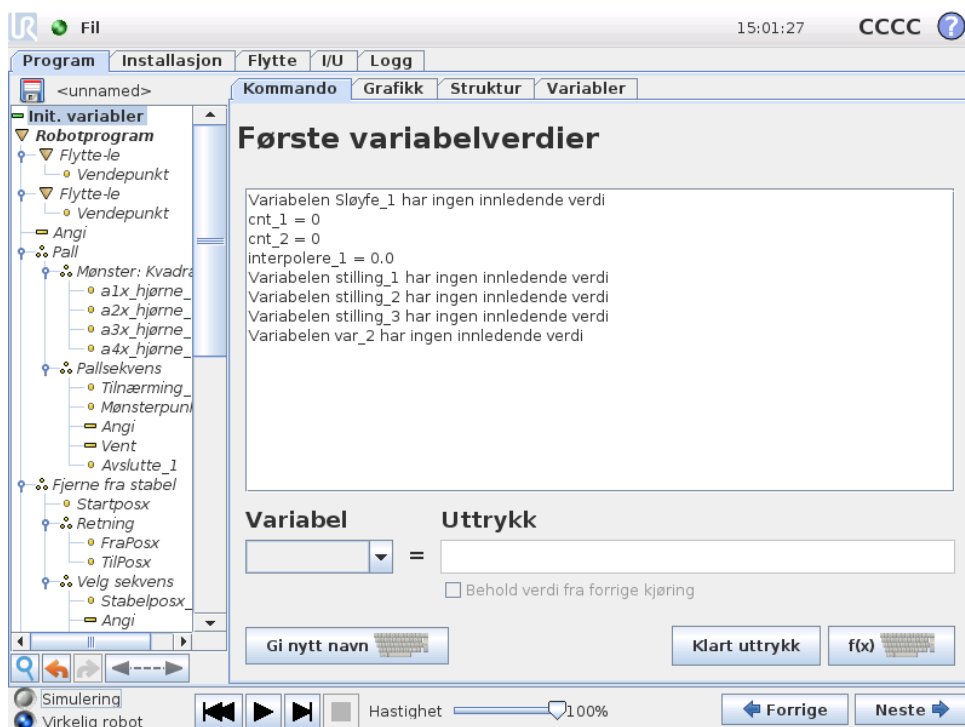 UR Fil 15:01:27 CCCC ?
Program Installasjon Flytte I/U Logg
<unnamed>
Kommando Grafikk Struktur Variabler
Init. variabler
Robotprogram
Flytte-le
Vendepunkt
Flytte-le
Vendepunkt
Angi
Pall
Mønster: Kvadra
a1x_hjørne_
a2x_hjørne_
a3x_hjørne_
a4x_hjørne_
Pallsekvens
Tilnærming_
Mønsterpun
Angi
Vent
Avslutte_1
Fjerne fra stabel
Startposx
Retning
FraPosx
TilPosx
Velg sekvens
Stabelposx_
Angi
Første variabelverdier
Variabelen Sløyfe_1 har ingen innledende verdi
cnt_1 = 0
cnt_2 = 0
interpolere_1 = 0.0
Variabelen stilling_1 har ingen innledende verdi
Variabelen stilling_2 har ingen innledende verdi
Variabelen stilling_3 har ingen innledende verdi
Variabelen var_2 har ingen innledende verdi
Variabel Uttrykk
=
Behold verdi fra forrige kjøring
Gi nytt navn Klart uttrykk f(x)
Simulering
Virkelig robot
Hastighet 100%
Forrige Neste